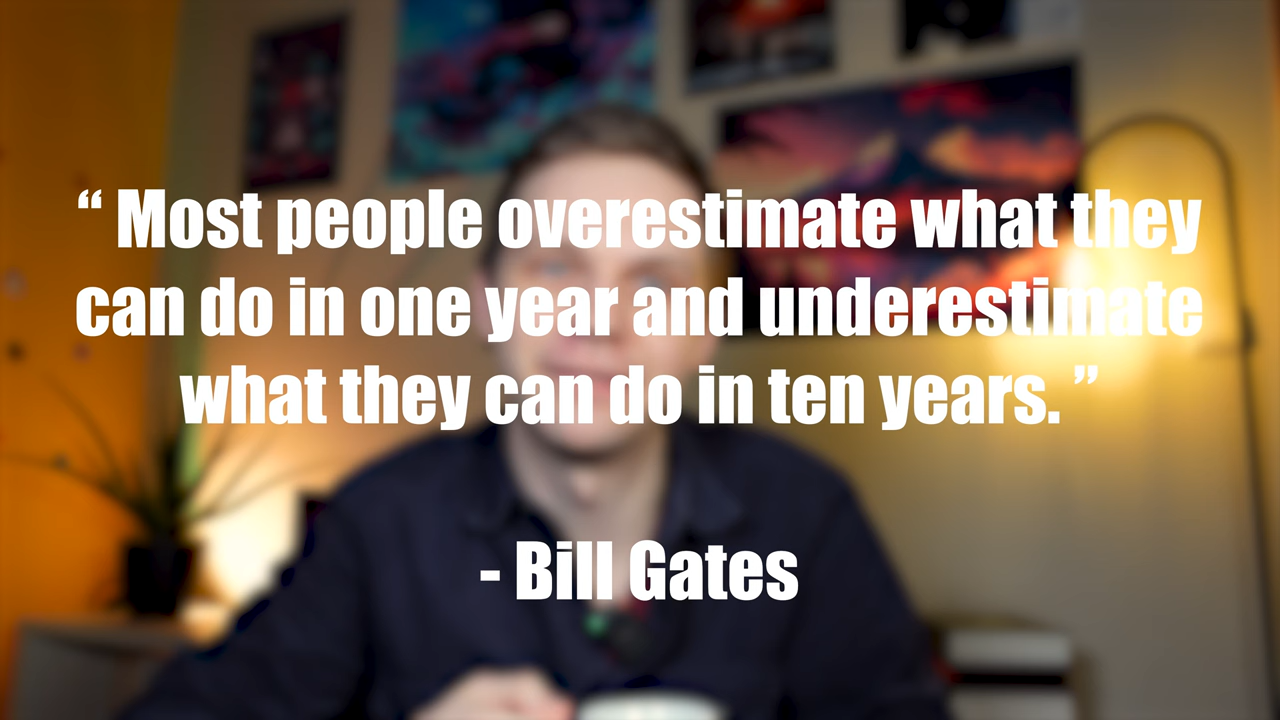 “ Most people overestimate what they
can do in one year and underestimate
what they can do in ten years. ”
- Bill Gates